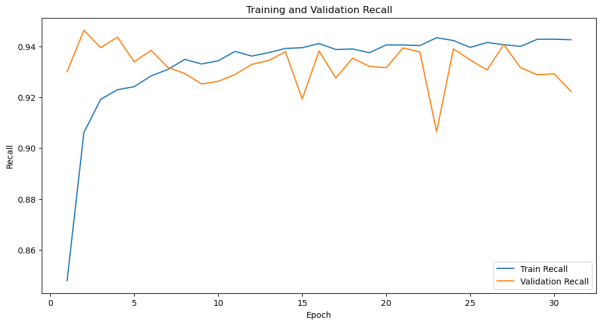 Training and Validation Recall
Recall
0.94
0.92
0.90
0.88
0.86
0
5
10
15
20
25
30
Epoch
Train Recall
Validation Recall